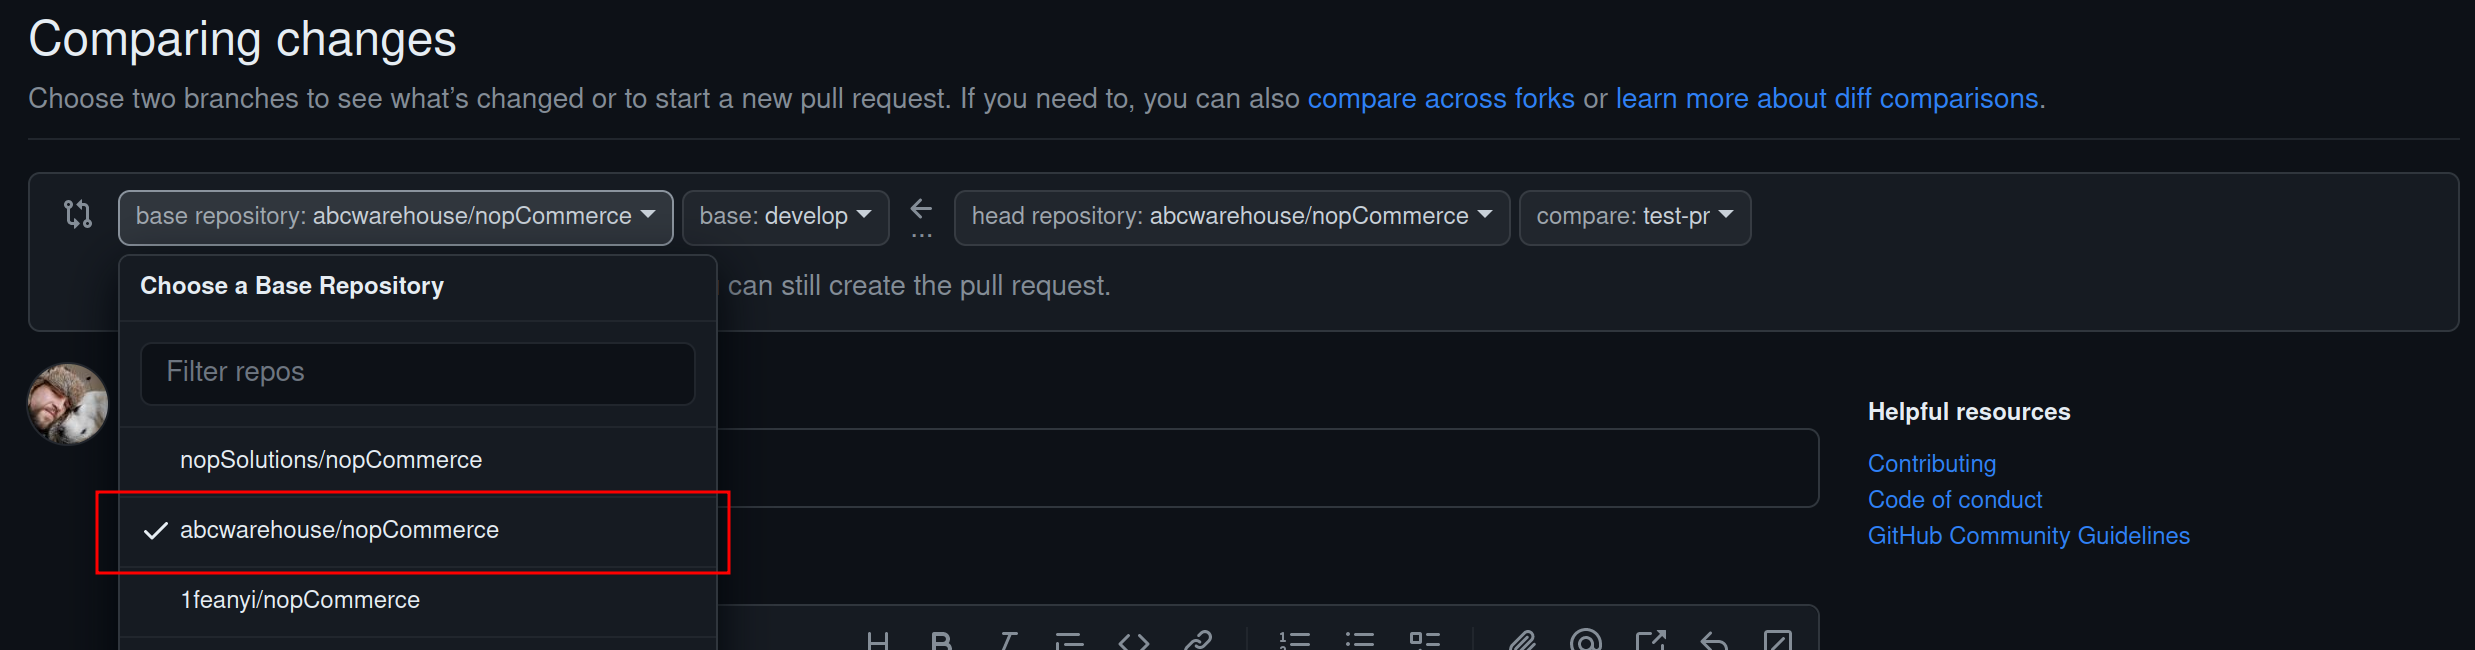 Comparing changes
Choose two branches to see what’s changed or to start a new pull request. If you need to, you can also compare across forks or learn more about diff comparisons.
base repository: abcwarehouse/nopCommerce base: develop ... head repository: abcwarehouse/nopCommerce compare: test-pr
Choose a Base Repository
can still create the pull request.
Filter repos
nopSolutions/nopCommerce
abcwarehouse/nopCommerce
1feanyi/nopCommerce
Helpful resources
Contributing
Code of conduct
GitHub Community Guidelines